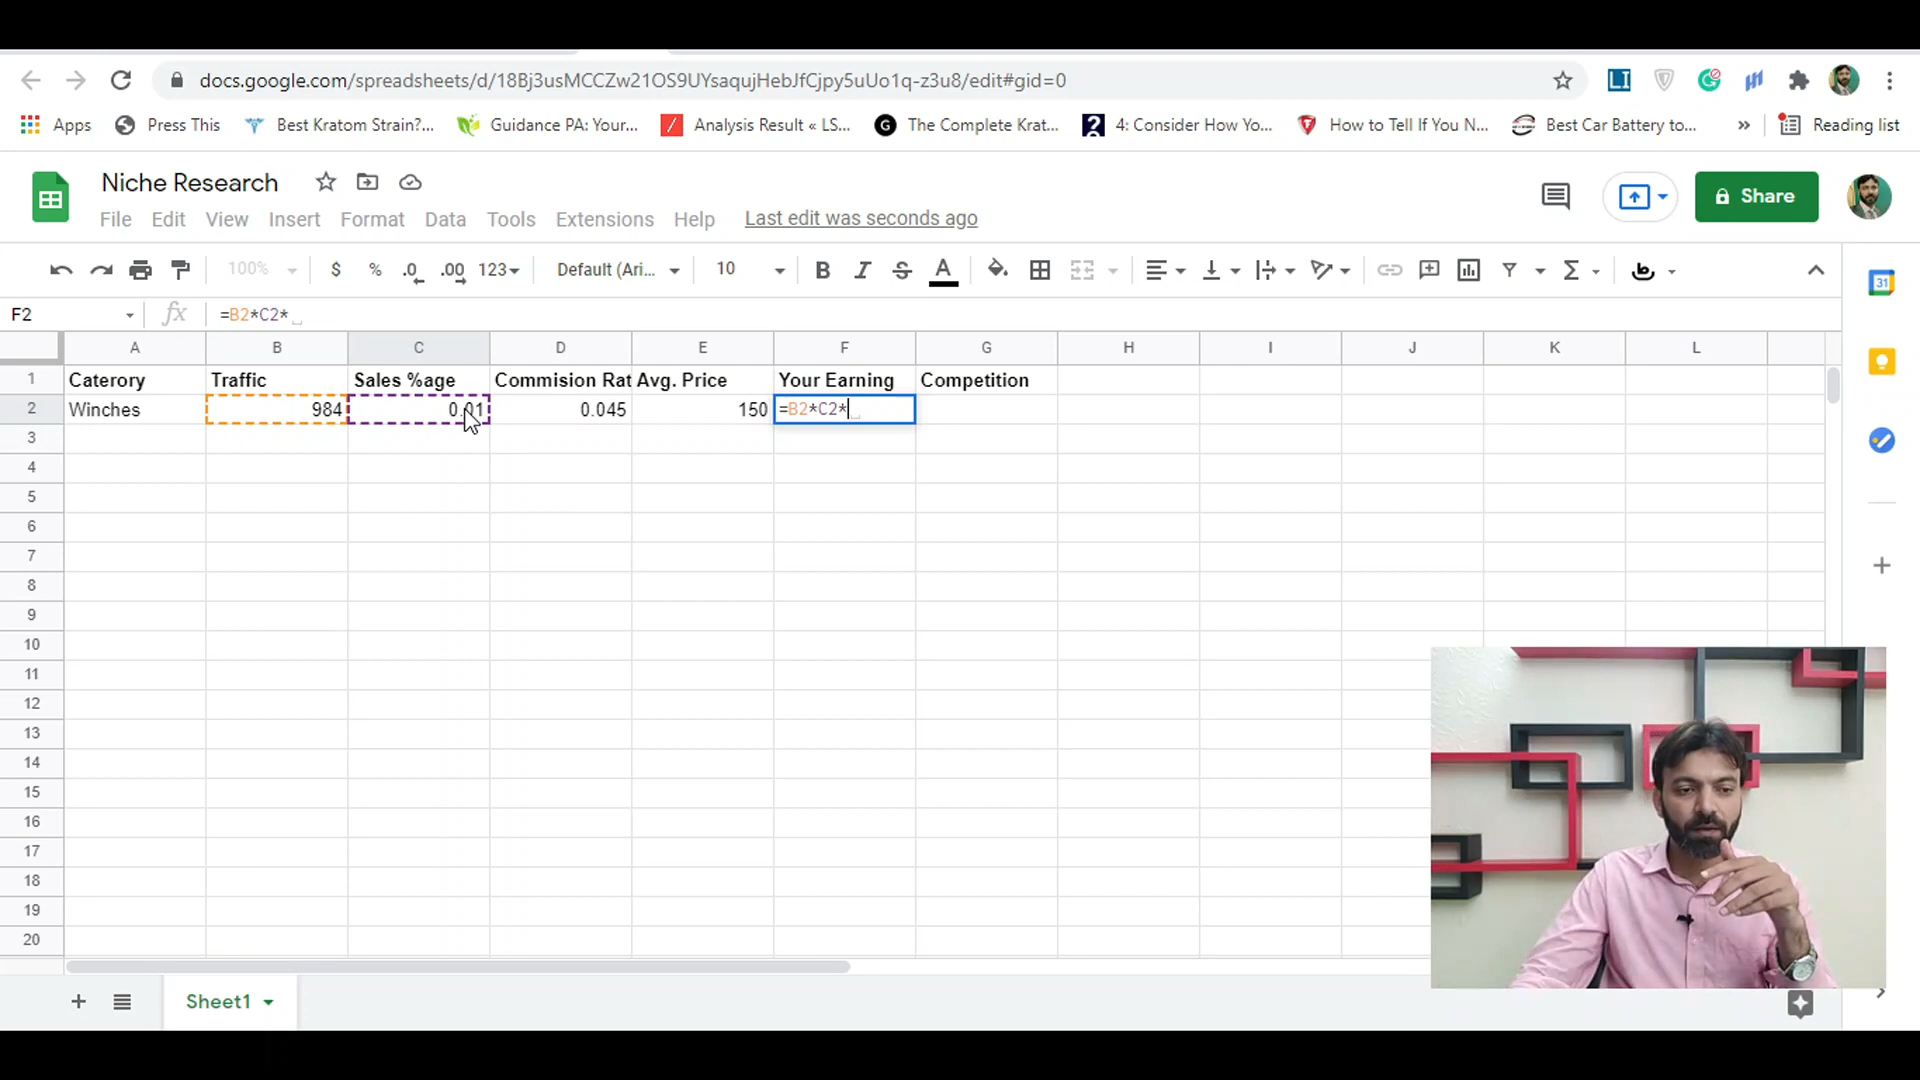 docs.google.com/spreadsheets/d/18Bj3usMCCZw21OS9UYsaqujHebJfCjpy5uUo1q-z3u8/edit#gid=0
Apps Press This Best Kratom Strain?... Guidance PA: Your... Analysis Result « LS... The Complete Krat... 4: Consider How Yo... How to Tell If You N... Best Car Battery to... » Reading list
Niche Research
File Edit View Insert Format Data Tools Extensions Help Last edit was seconds ago
Share
100% $ % .0 .00 123 Default (Ari... 10 B I S A
31
F2 fx =B2*C2*
A B C D E F G H I J K L
1 Caterory Traffic Sales %age Commision Rat Avg. Price Your Earning Competition
2 Winches 984 0.01 0.045 150 =B2*C2*
3
4
5
6
7
8
9
10
11
12
13
14
15
16
17
18
19
20
Sheet1